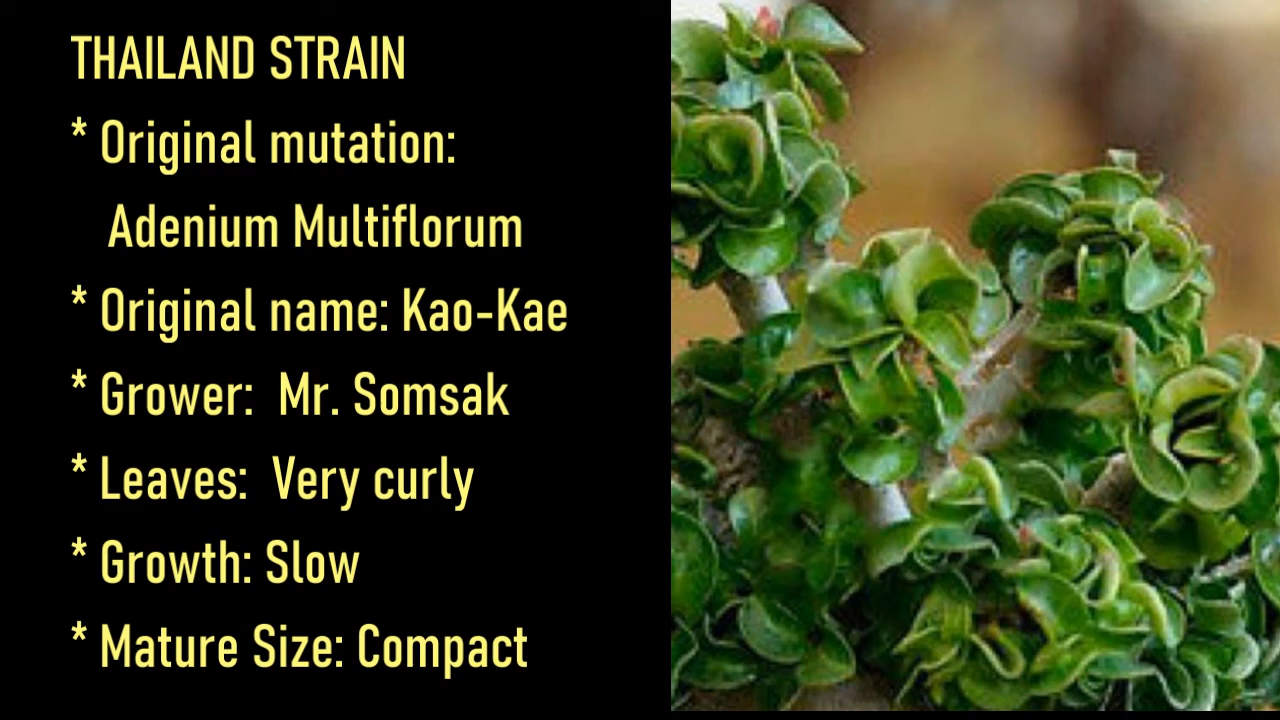 THAILAND STRAIN
* Original mutation:
Adenium Multiflorum
* Original name: Kao-Kae
* Grower:  Mr. Somsak
* Leaves:  Very curly
* Growth: Slow
* Mature Size: Compact